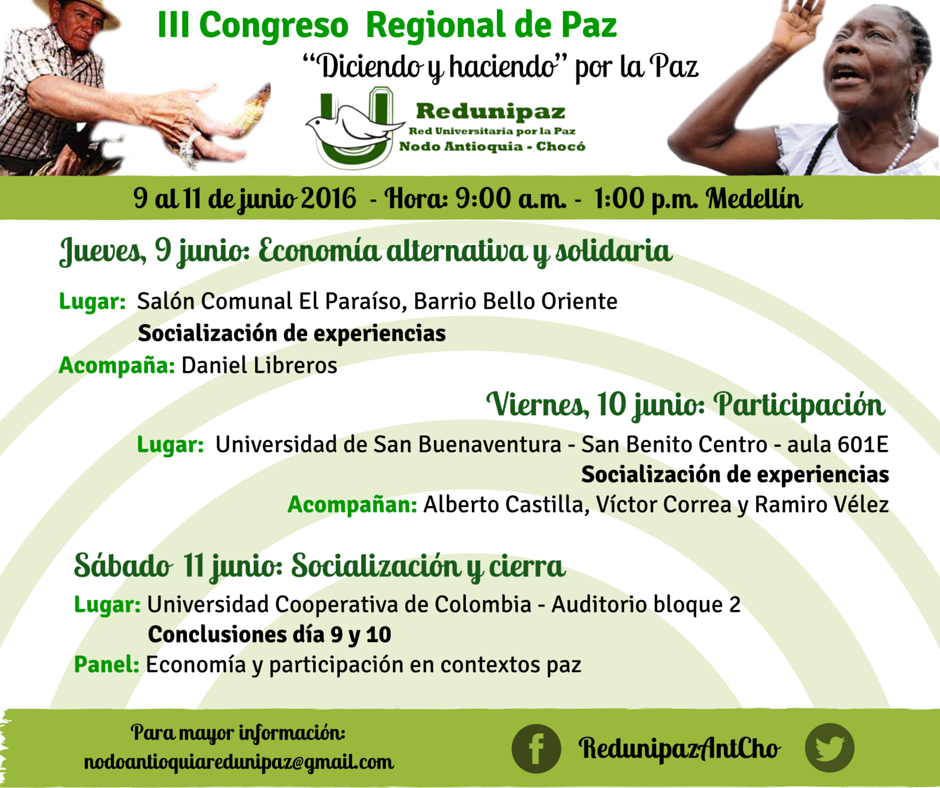 III Congreso Regional de Paz
“Diciendo y haciendo” por la Paz
Redunipaz
Red Universitaria por la Paz
Nodo Antioquia - Chocó
9 al 11 de junio 2016 - Hora: 9:00 a.m. - 1:00 p.m. Medellín
Jueves, 9 junio: Economía alternativa y solidaria
Lugar: Salón Comunal El Paraíso, Barrio Bello Oriente
Socialización de experiencias
Acompaña: Daniel Libreros
Viernes, 10 junio: Participación
Lugar: Universidad de San Buenaventura - San Benito Centro - aula 601E
Socialización de experiencias
Acompañan: Alberto Castilla, Víctor Correa y Ramiro Vélez
Sábado 11 junio: Socialización y cierra
Lugar: Universidad Cooperativa de Colombia - Auditorio bloque 2
Conclusiones día 9 y 10
Panel: Economía y participación en contextos paz
Para mayor información:
nodoantioquiaredunipaz@gmail.com
RedunipazAntCho